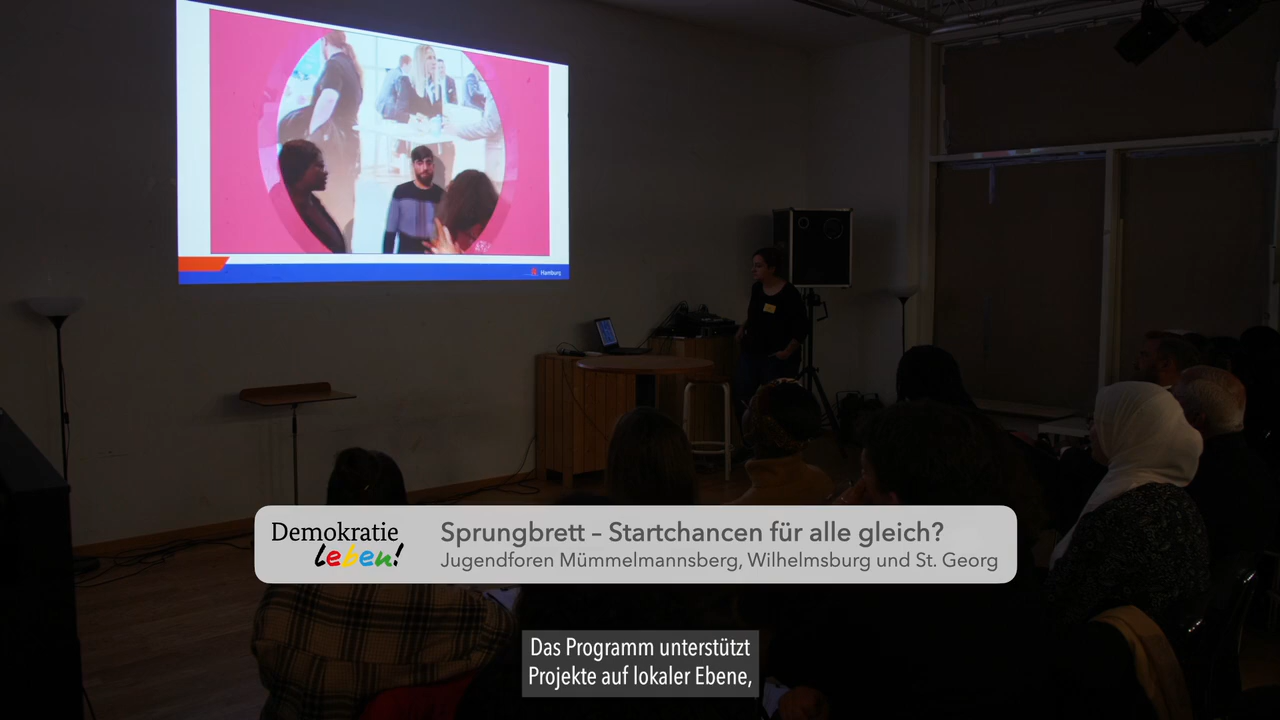 Hamburg
Demokratie
Leben!
Sprungbrett – Startchancen für alle gleich?
Jugendforen Mümmelmannsberg, Wilhelmsburg und St. Georg
Das Programm unterstützt
Projekte auf lokaler Ebene,